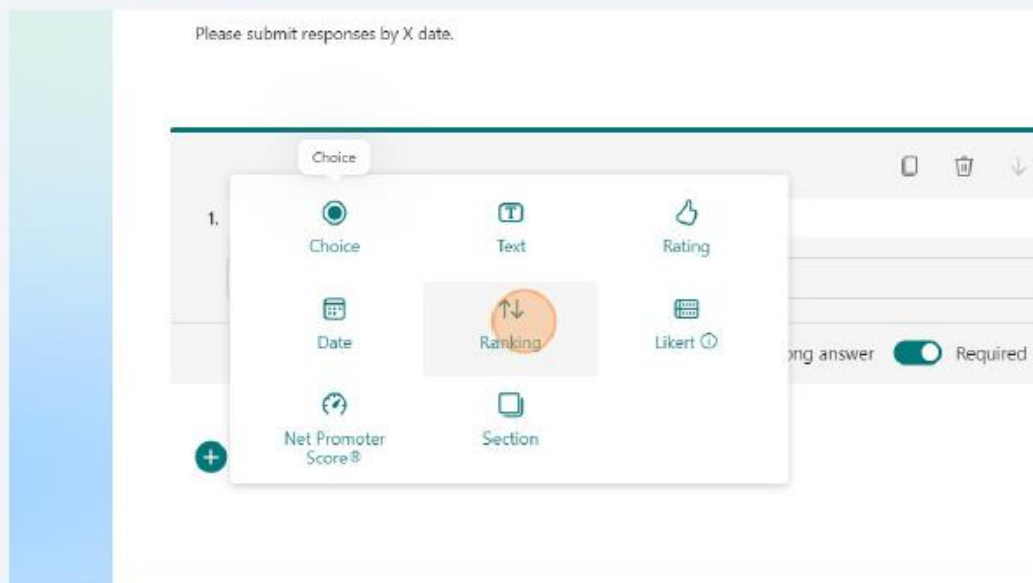 Please submit responses by X date.
Choice
1.
Choice
Text
Rating
Date
Ranking
Likert
Net Promoter
Score®
Section
answer
Required